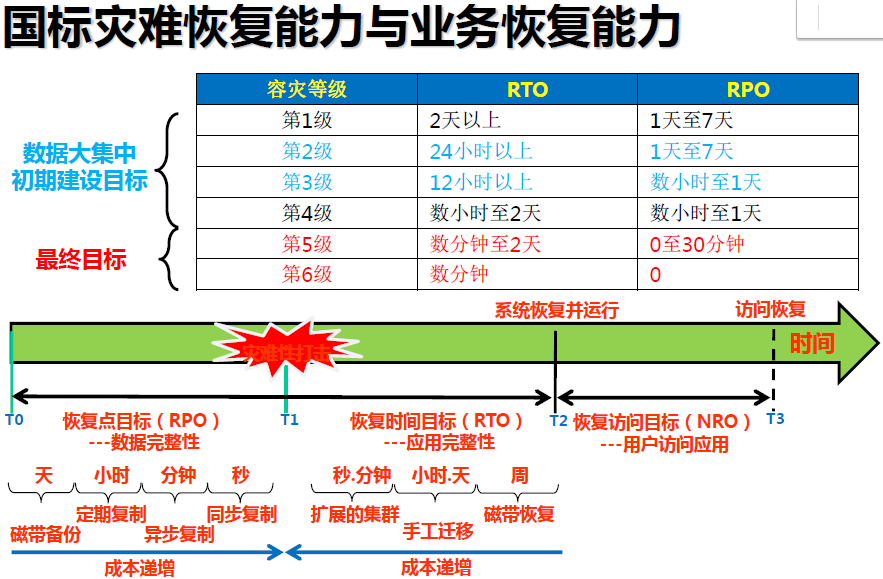 国标灾难恢复能力与业务恢复能力
容灾等级 RTO RPO
第1级 2天以上 1天至7天
第2级 24小时以上 1天至7天
第3级 12小时以上 数小时至1天
第4级 数小时至2天 数小时至1天
第5级 数分钟至2天 0至30分钟
第6级 数分钟 0
数据大集中
初期建设目标
最终目标
系统恢复并运行 访问恢复
灾难性打击
时间
T0 T1 T2 T3
恢复点目标（RPO）
---数据完整性
恢复时间目标（RTO）
---应用完整性
恢复访问目标（NRO）
---用户访问应用
天 小时 分钟 秒
磁带备份 定期复制 异步复制 同步复制
秒.分钟 小时.天 周
扩展的集群 手工迁移 磁带恢复
成本递增 成本递增